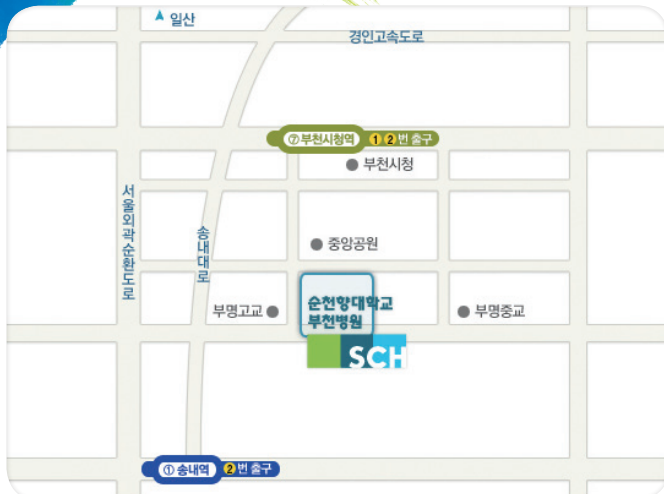 일산
경인고속도로
⑦ 부천시청역 1 2 번 출구
부천시청
서울외곽순환도로
송내대로
중앙공원
부명고교
순천향대학교
부천병원
부명중교
SCH
① 송내역 2 번 출구